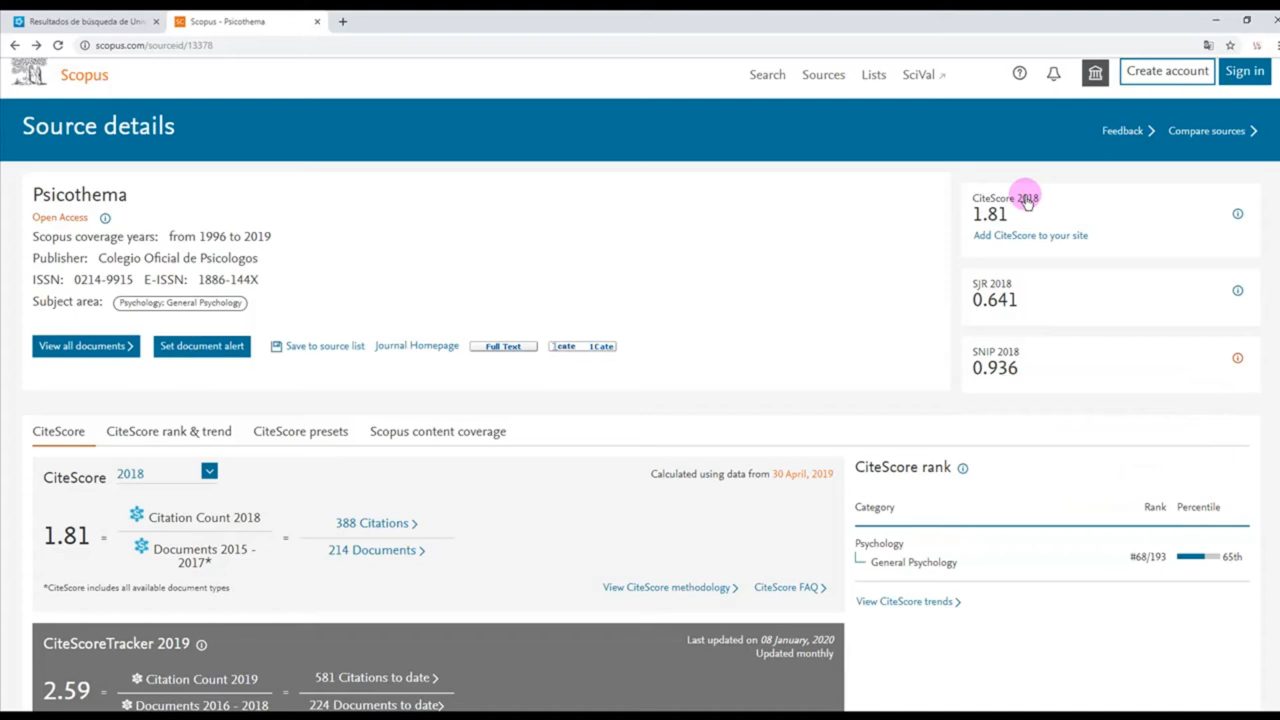 Resultados de búsqueda de Uni
Scopus - Psicothema
scopus.com/sourceid/13378
Scopus
Search
Sources
Lists
SciVal
Create account
Sign in
Source details
Feedback
Compare sources
Psicothema
Open Access
Scopus coverage years: from 1996 to 2019
Publisher: Colegio Oficial de Psicologos
ISSN: 0214-9915 E-ISSN: 1886-144X
Subject area: Psychology: General Psychology
View all documents
Set document alert
Save to source list
Journal Homepage
Full Text
CiteScore 2018
1.81
Add CiteScore to your site
SJR 2018
0.641
SNIP 2018
0.936
CiteScore
CiteScore rank & trend
CiteScore presets
Scopus content coverage
CiteScore 2018
Calculated using data from 30 April, 2019
1.81 = Citation Count 2018 = 388 Citations >
Documents 2015 - 2017* 214 Documents >
*CiteScore includes all available document types
View CiteScore methodology >
CiteScore FAQ >
CiteScore rank
Category Rank Percentile
Psychology
General Psychology #68/193 65th
View CiteScore trends >
CiteScoreTracker 2019
Last updated on 08 January, 2020
Updated monthly
2.59 = Citation Count 2019 = 581 Citations to date >
Documents 2016 - 2018 224 Documents to date >